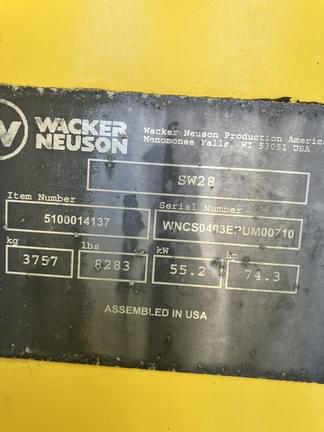 WACKER
NEUSON
Wacker Neuson Production America
Menomonee Falls, WI 53051 USA
SW28
Item Number
Serial Number
5100014137
WNCS0403EPUM00710
kg
lbs
kW
hp
3757
8283
55.2
74.3
ASSEMBLED IN USA